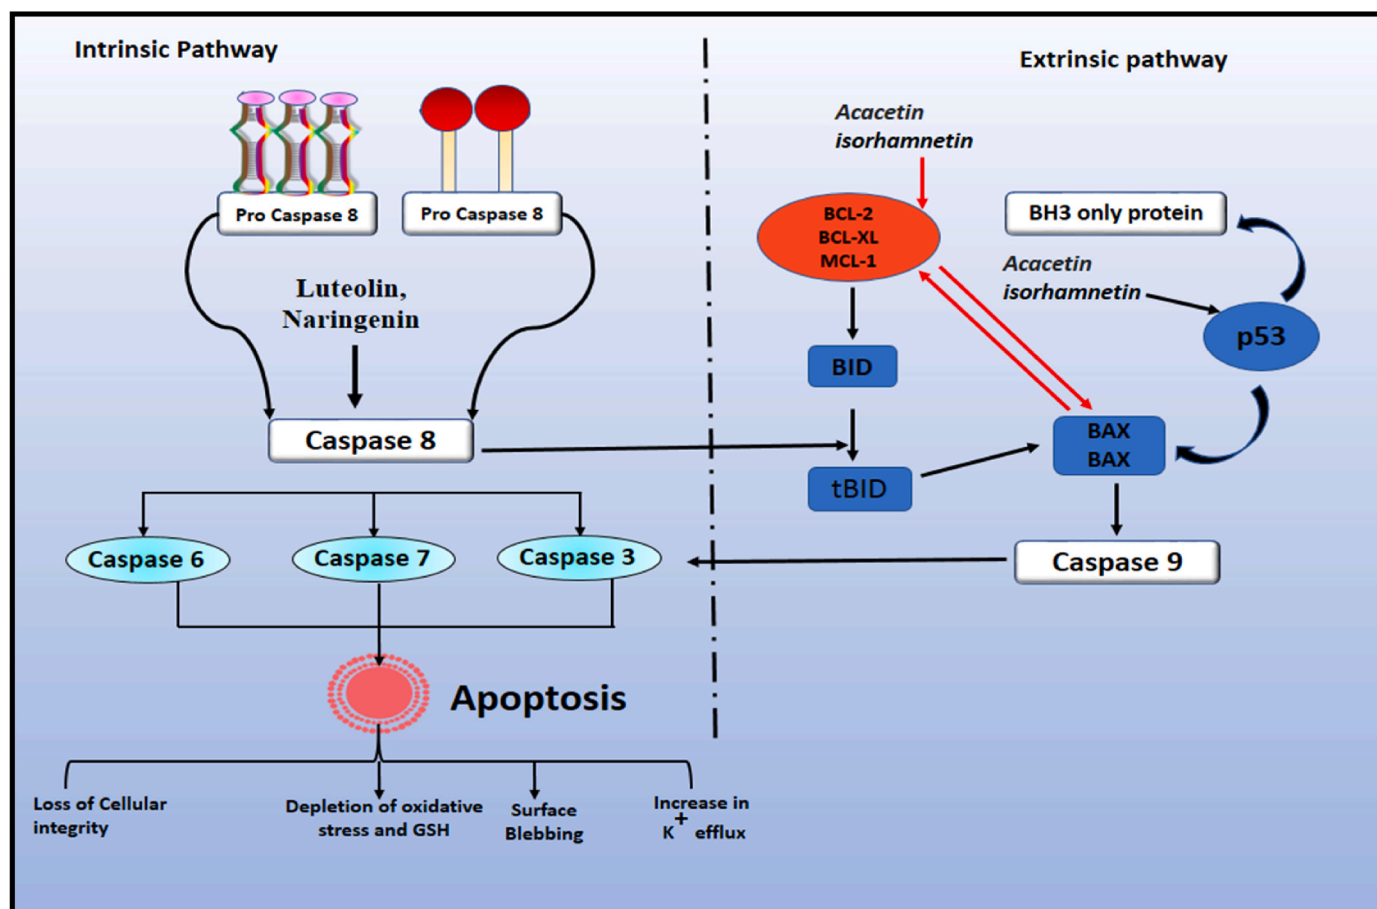 Intrinsic Pathway
Extrinsic pathway
Pro Caspase 8
Pro Caspase 8
Luteolin,
Naringenin
Caspase 8
Caspase 6
Caspase 7
Caspase 3
Apoptosis
Loss of Cellular
integrity
Depletion of oxidative
stress and GSH
Surface
Blebbing
Increase in
K+ efflux
Acacetin
isorhamnetin
BCL-2
BCL-XL
MCL-1
BID
tBID
BH3 only protein
Acacetin
isorhamnetin
p53
BAX
BAX
Caspase 9